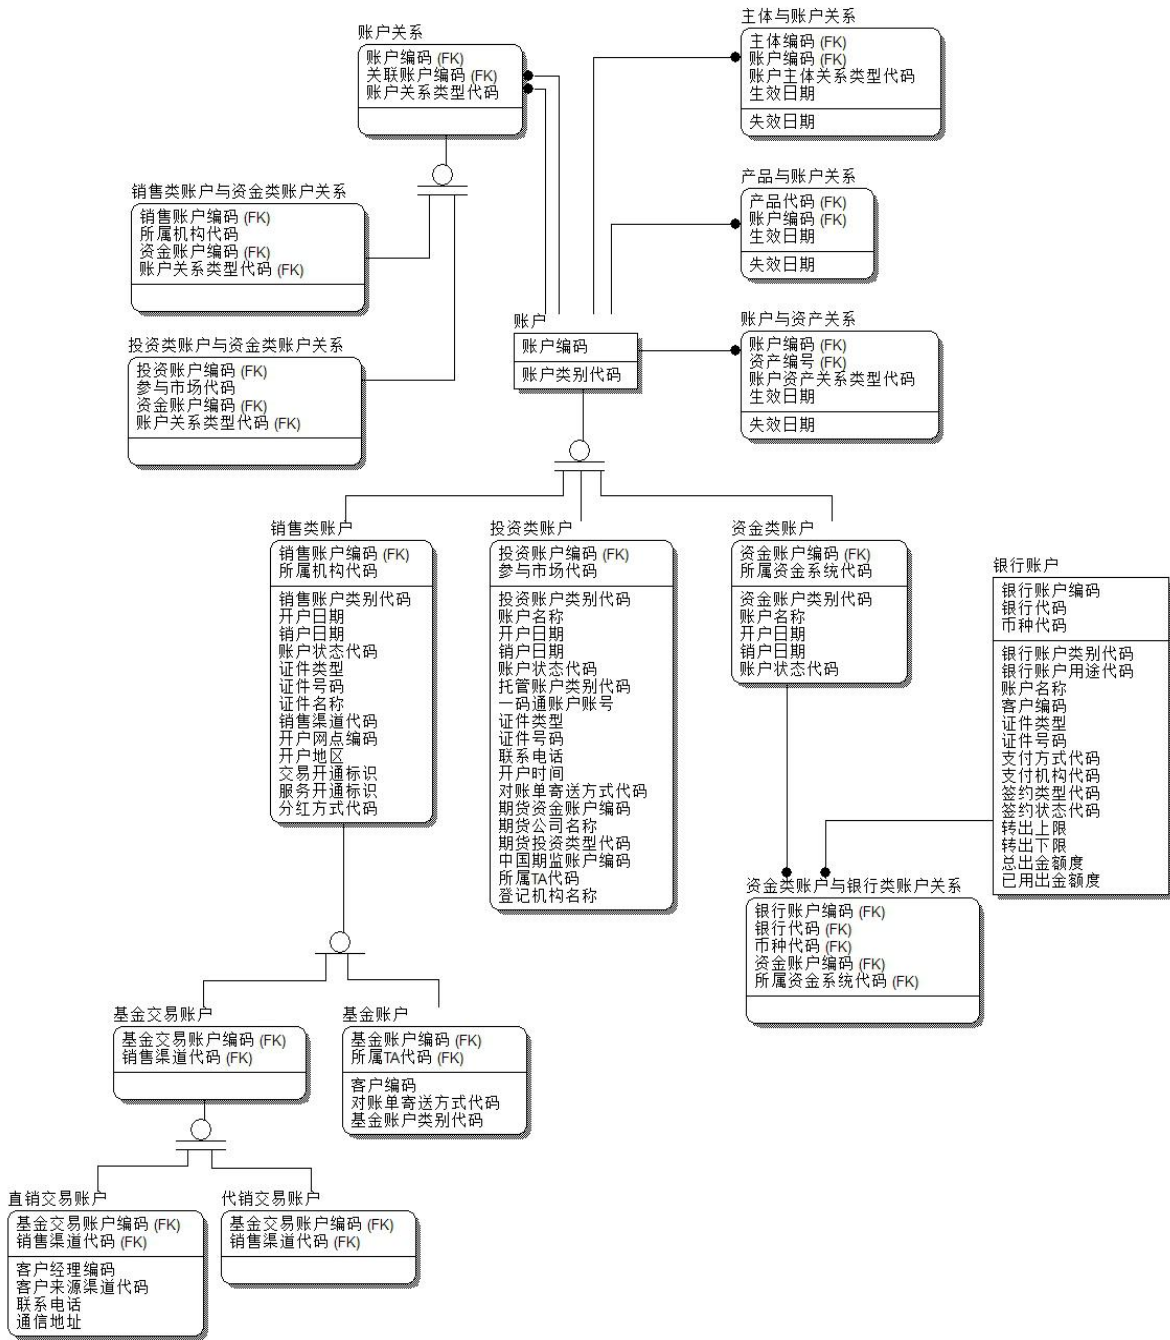 账户关系
账户编码 (FK)
关联账户编码 (FK)
账户关系类型代码
主体与账户关系
主体编码 (FK)
账户编码 (FK)
账户主体关系类型代码
生效日期
失效日期
产品与账户关系
产品代码 (FK)
账户编码 (FK)
生效日期
失效日期
销售类账户与资金类账户关系
销售账户编码 (FK)
所属机构代码
资金账户编码 (FK)
账户关系类型代码 (FK)
投资类账户与资金类账户关系
投资账户编码 (FK)
参与市场代码
资金账户编码 (FK)
账户关系类型代码 (FK)
账户
账户编码
账户类别代码
账户与资产关系
账户编码 (FK)
资产编号 (FK)
账户资产关系类型代码
生效日期
失效日期
销售类账户
销售账户编码 (FK)
所属机构代码
销售账户类别代码
开户日期
销户日期
账户状态代码
证件类型
证件号码
证件名称
销售渠道代码
开户网点编码
开户地区
交易开通标识
服务开通标识
分红方式代码
投资类账户
投资账户编码 (FK)
参与市场代码
投资账户类别代码
账户名称
开户日期
销户日期
账户状态代码
托管账户类别代码
一码通账户账号
证件类型
证件号码
联系电话
开户时间
对账单寄送方式代码
期货资金账户编码
期货公司名称
期货投资类型代码
中国期监账户编码
所属TA代码
登记机构名称
资金类账户
资金账户编码 (FK)
所属资金系统代码
资金账户类别代码
账户名称
开户日期
销户日期
账户状态代码
银行账户
银行账户编码
银行代码
币种代码
银行账户类别代码
银行账户用途代码
账户名称
客户编码
证件类型
证件号码
支付方式代码
支付机构代码
签约类型代码
签约状态代码
转出上限
转出下限
总出金额度
已用出金额度
资金类账户与银行类账户关系
银行账户编码 (FK)
银行代码 (FK)
币种代码 (FK)
资金账户编码 (FK)
所属资金系统代码 (FK)
基金交易账户
基金交易账户编码 (FK)
销售渠道代码 (FK)
基金账户
基金账户编码 (FK)
所属TA代码 (FK)
客户编码
对账单寄送方式代码
基金账户类别代码
直销交易账户
基金交易账户编码 (FK)
销售渠道代码 (FK)
客户经理编码
客户来源渠道代码
联系电话
通信地址
代销交易账户
基金交易账户编码 (FK)
销售渠道代码 (FK)